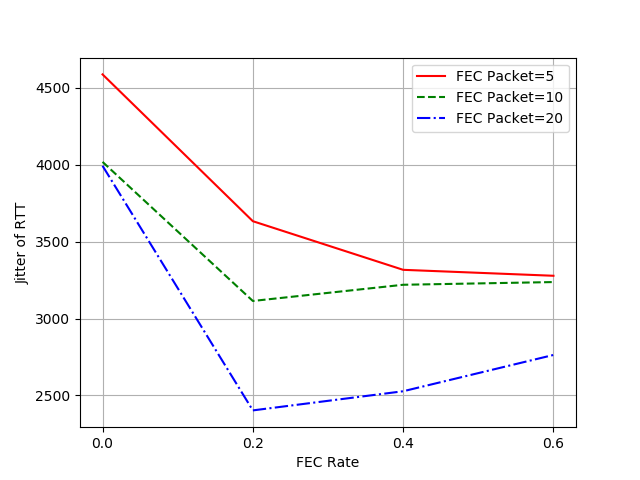 FEC Packet=5
FEC Packet=10
FEC Packet=20
4500
4000
3500
3000
2500
Jitter of RTT
0.0 0.2 0.4 0.6
FEC Rate